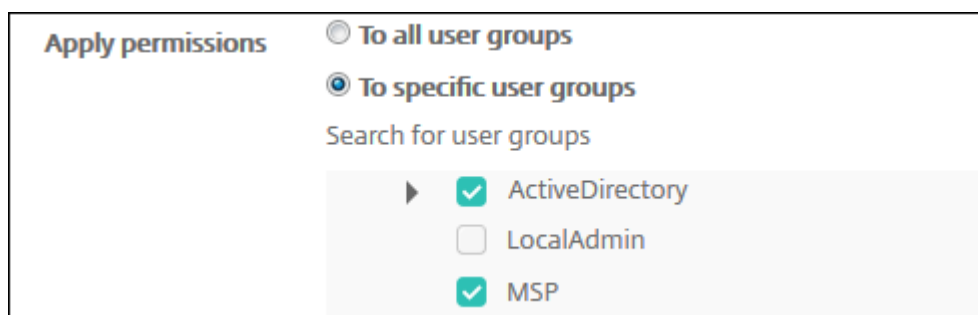 Apply permissions
To all user groups
To specific user groups
Search for user groups
ActiveDirectory
LocalAdmin
MSP